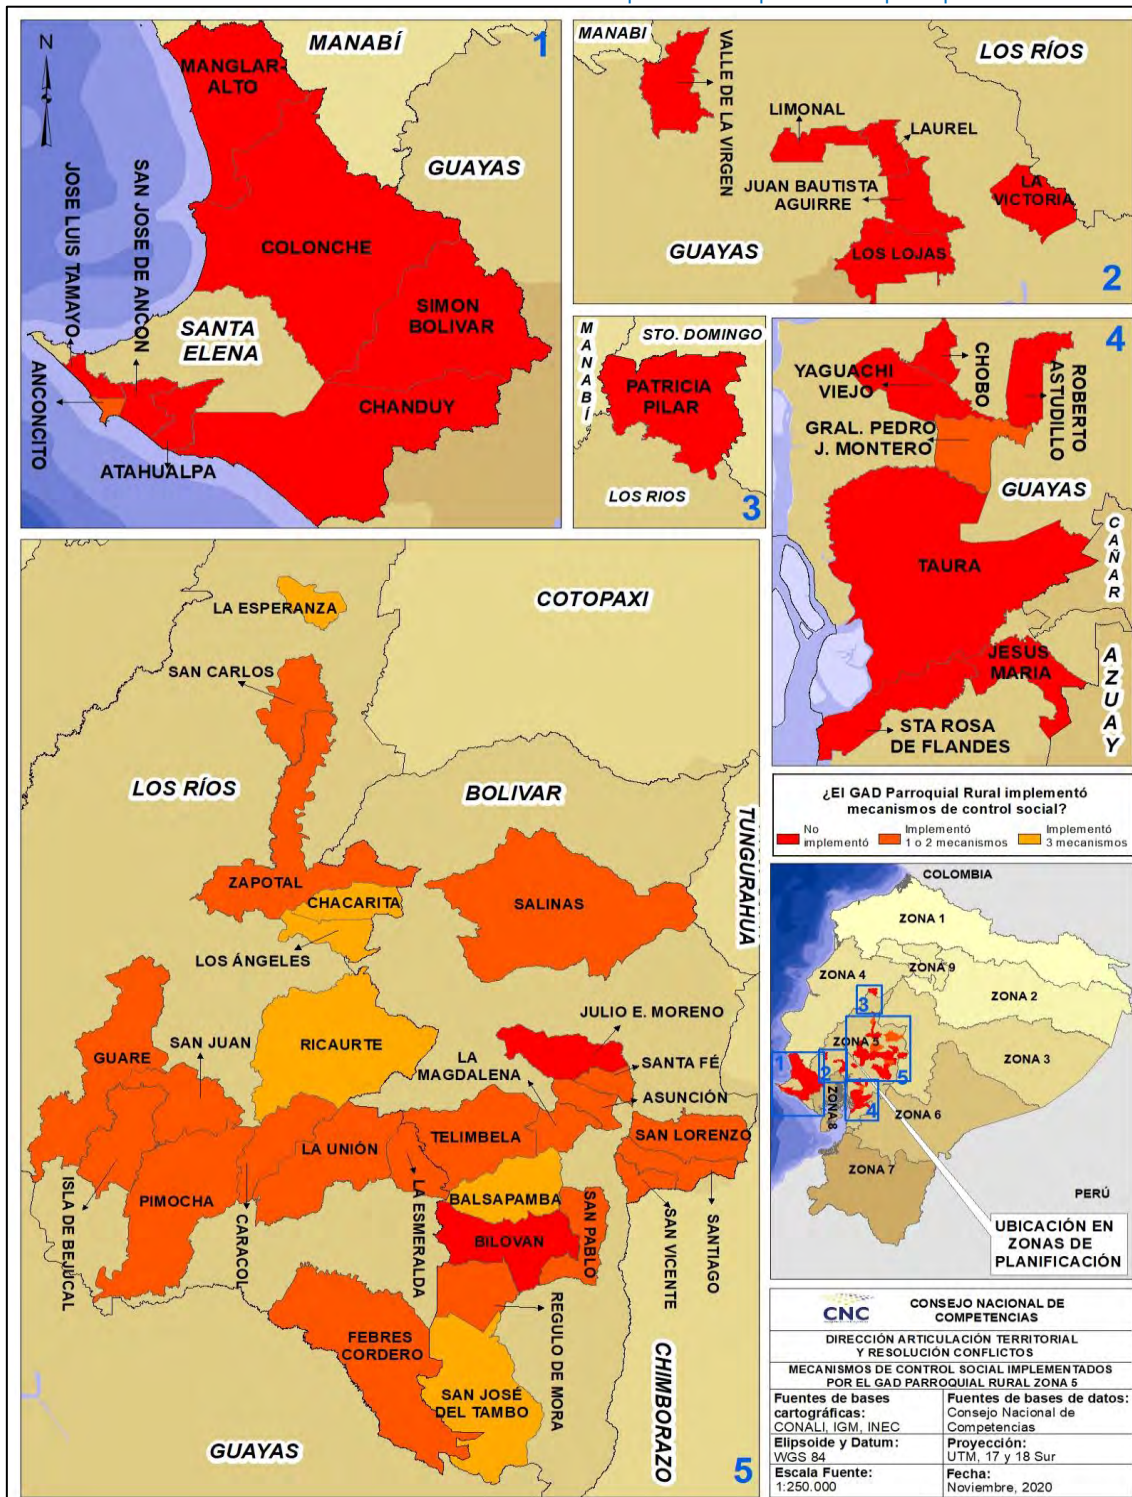 MANABÍ
1
N
MANGLAR-
ALTO
GUAYAS
JOSE LUIS TAMAYO
SAN JOSE DE ANCON
COLONCHE
SIMON
BOLIVAR
SANTA
ELENA
ANCONCITO
CHANDUY
ATAHUALPA
MANABI
VALLE DE LA VIRGEN
LOS RÍOS
LIMONAL
LAUREL
JUAN BAUTISTA
AGUIRRE
LA
VICTORIA
GUAYAS
LOS LOJAS
2
MANABÍ
STO. DOMINGO
PATRICIA
PILAR
LOS RIOS
3
4
YAGUACHI
VIEJO
CHOBO
ROBERTO
ASTUDILLO
GRAL. PEDRO
J. MONTERO
GUAYAS
CAÑAR
TAURA
JESUS
MARIA
AZUAY
STA ROSA
DE FLANDES
LA ESPERANZA
COTOPAXI
SAN CARLOS
LOS RÍOS
BOLIVAR
TUNGURAHUA
ZAPOTAL
CHACARITA
SALINAS
LOS ÁNGELES
GUARE
SAN JUAN
RICAURTE
JULIO E. MORENO
LA
MAGDALENA
SANTA FÉ
ASUNCIÓN
TELIMBELA
SAN LORENZO
LA UNIÓN
ISLA DE BEJUCAL
PIMOCHA
CARACOL
LA ESMERALDA
BALSAPAMBA
SAN PABLO
SAN VICENTE
SANTIAGO
BILOVAN
REGULO DE MORA
FEBRES
CORDERO
SAN JOSÉ
DEL TAMBO
CHIMBORAZO
GUAYAS
5
¿El GAD Parroquial Rural implementó
mecanismos de control social?
No
implementó
Implementó
1 o 2 mecanismos
Implementó
3 mecanismos
COLOMBIA
ZONA 1
ZONA 9
ZONA 4
ZONA 2
3
ZONA 5
ZONA 3
1
2
5
ZONA 8
4
ZONA 6
ZONA 7
PERÚ
UBICACIÓN EN
ZONAS DE
PLANIFICACIÓN
CNC
CONSEJO NACIONAL DE
COMPETENCIAS
DIRECCIÓN ARTICULACIÓN TERRITORIAL
Y RESOLUCIÓN CONFLICTOS
MECANISMOS DE CONTROL SOCIAL IMPLEMENTADOS
POR EL GAD PARROQUIAL RURAL ZONA 5
Fuentes de bases
cartográficas:
CONALI, IGM, INEC
Fuentes de bases de datos:
Consejo Nacional de
Competencias
Elipsoide y Datum:
WGS 84
Proyección:
UTM, 17 y 18 Sur
Escala Fuente:
1:250.000
Fecha:
Noviembre, 2020